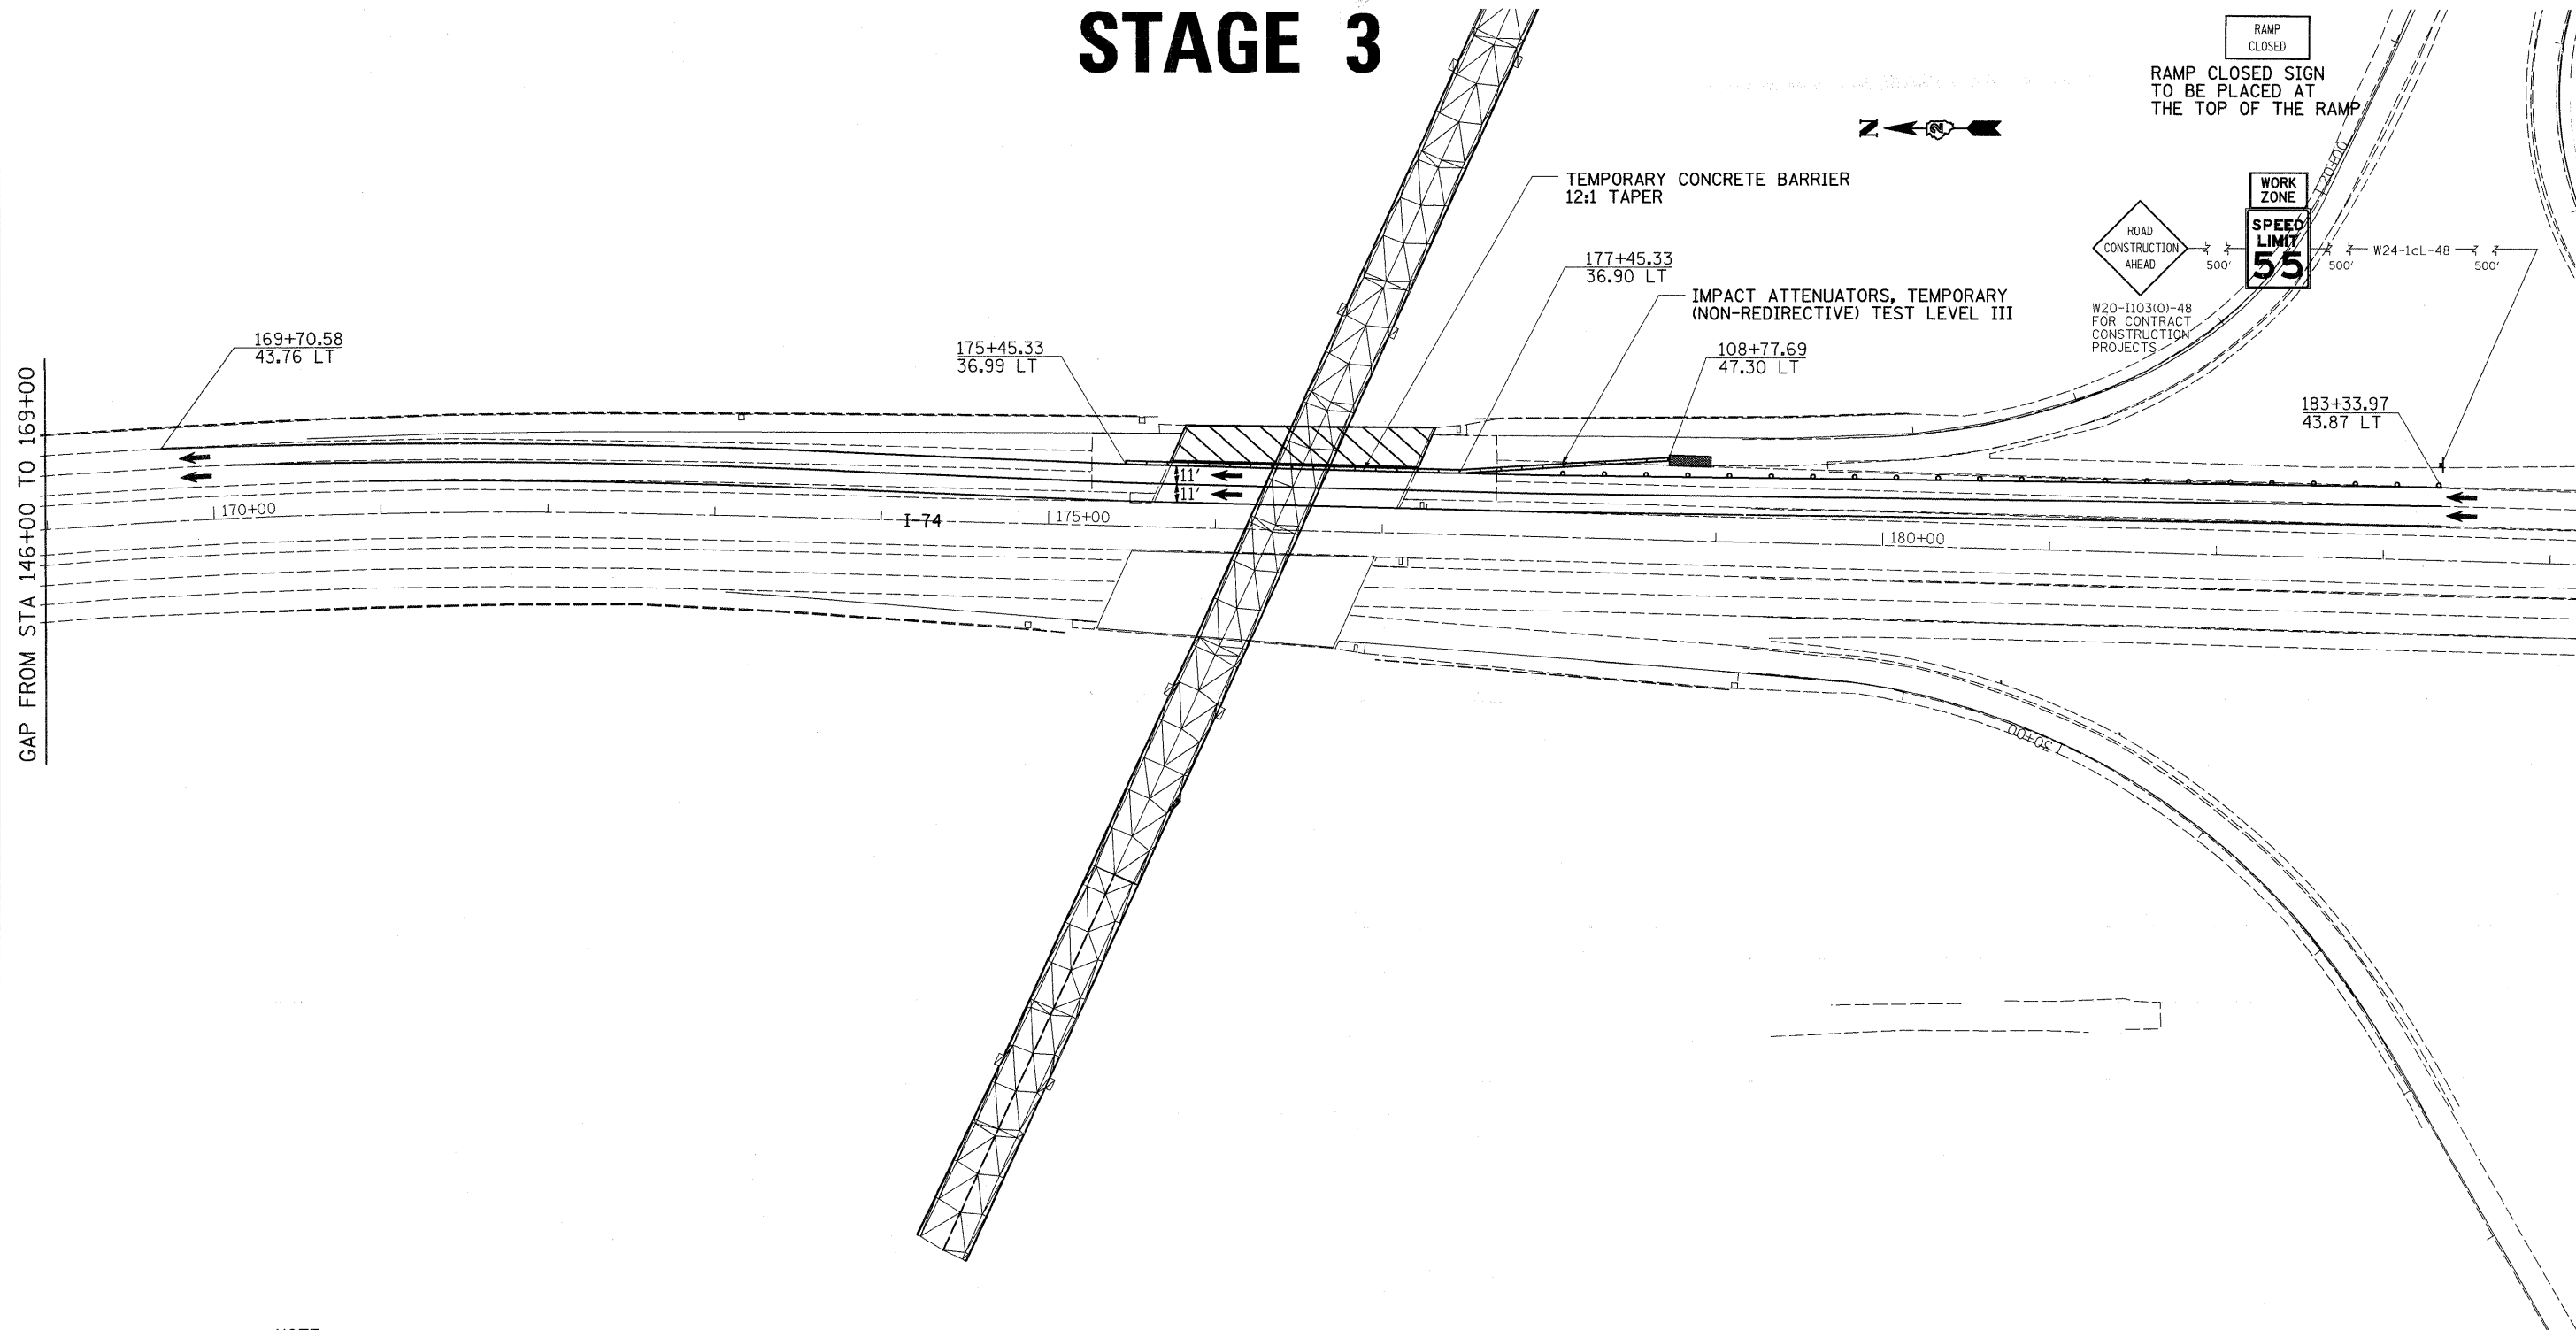 STAGE 3
RAMP
CLOSED
RAMP CLOSED SIGN
TO BE PLACED AT
THE TOP OF THE RAMP
N
2
TEMPORARY CONCRETE BARRIER
12:1 TAPER
120+00
WORK
ZONE
SPEED
LIMIT
55
ROAD
CONSTRUCTION
AHEAD
500'
500'
W24-1aL-48
500'
W20-I103(O)-48
FOR CONTRACT
CONSTRUCTION
PROJECTS
177+45.33
36.90 LT
IMPACT ATTENUATORS, TEMPORARY
(NON-REDIRECTIVE) TEST LEVEL III
169+70.58
43.76 LT
175+45.33
36.99 LT
108+77.69
47.30 LT
183+33.97
43.87 LT
GAP FROM STA 146+00 TO 169+00
11'
11'
170+00
I-74
175+00
180+00
130+00